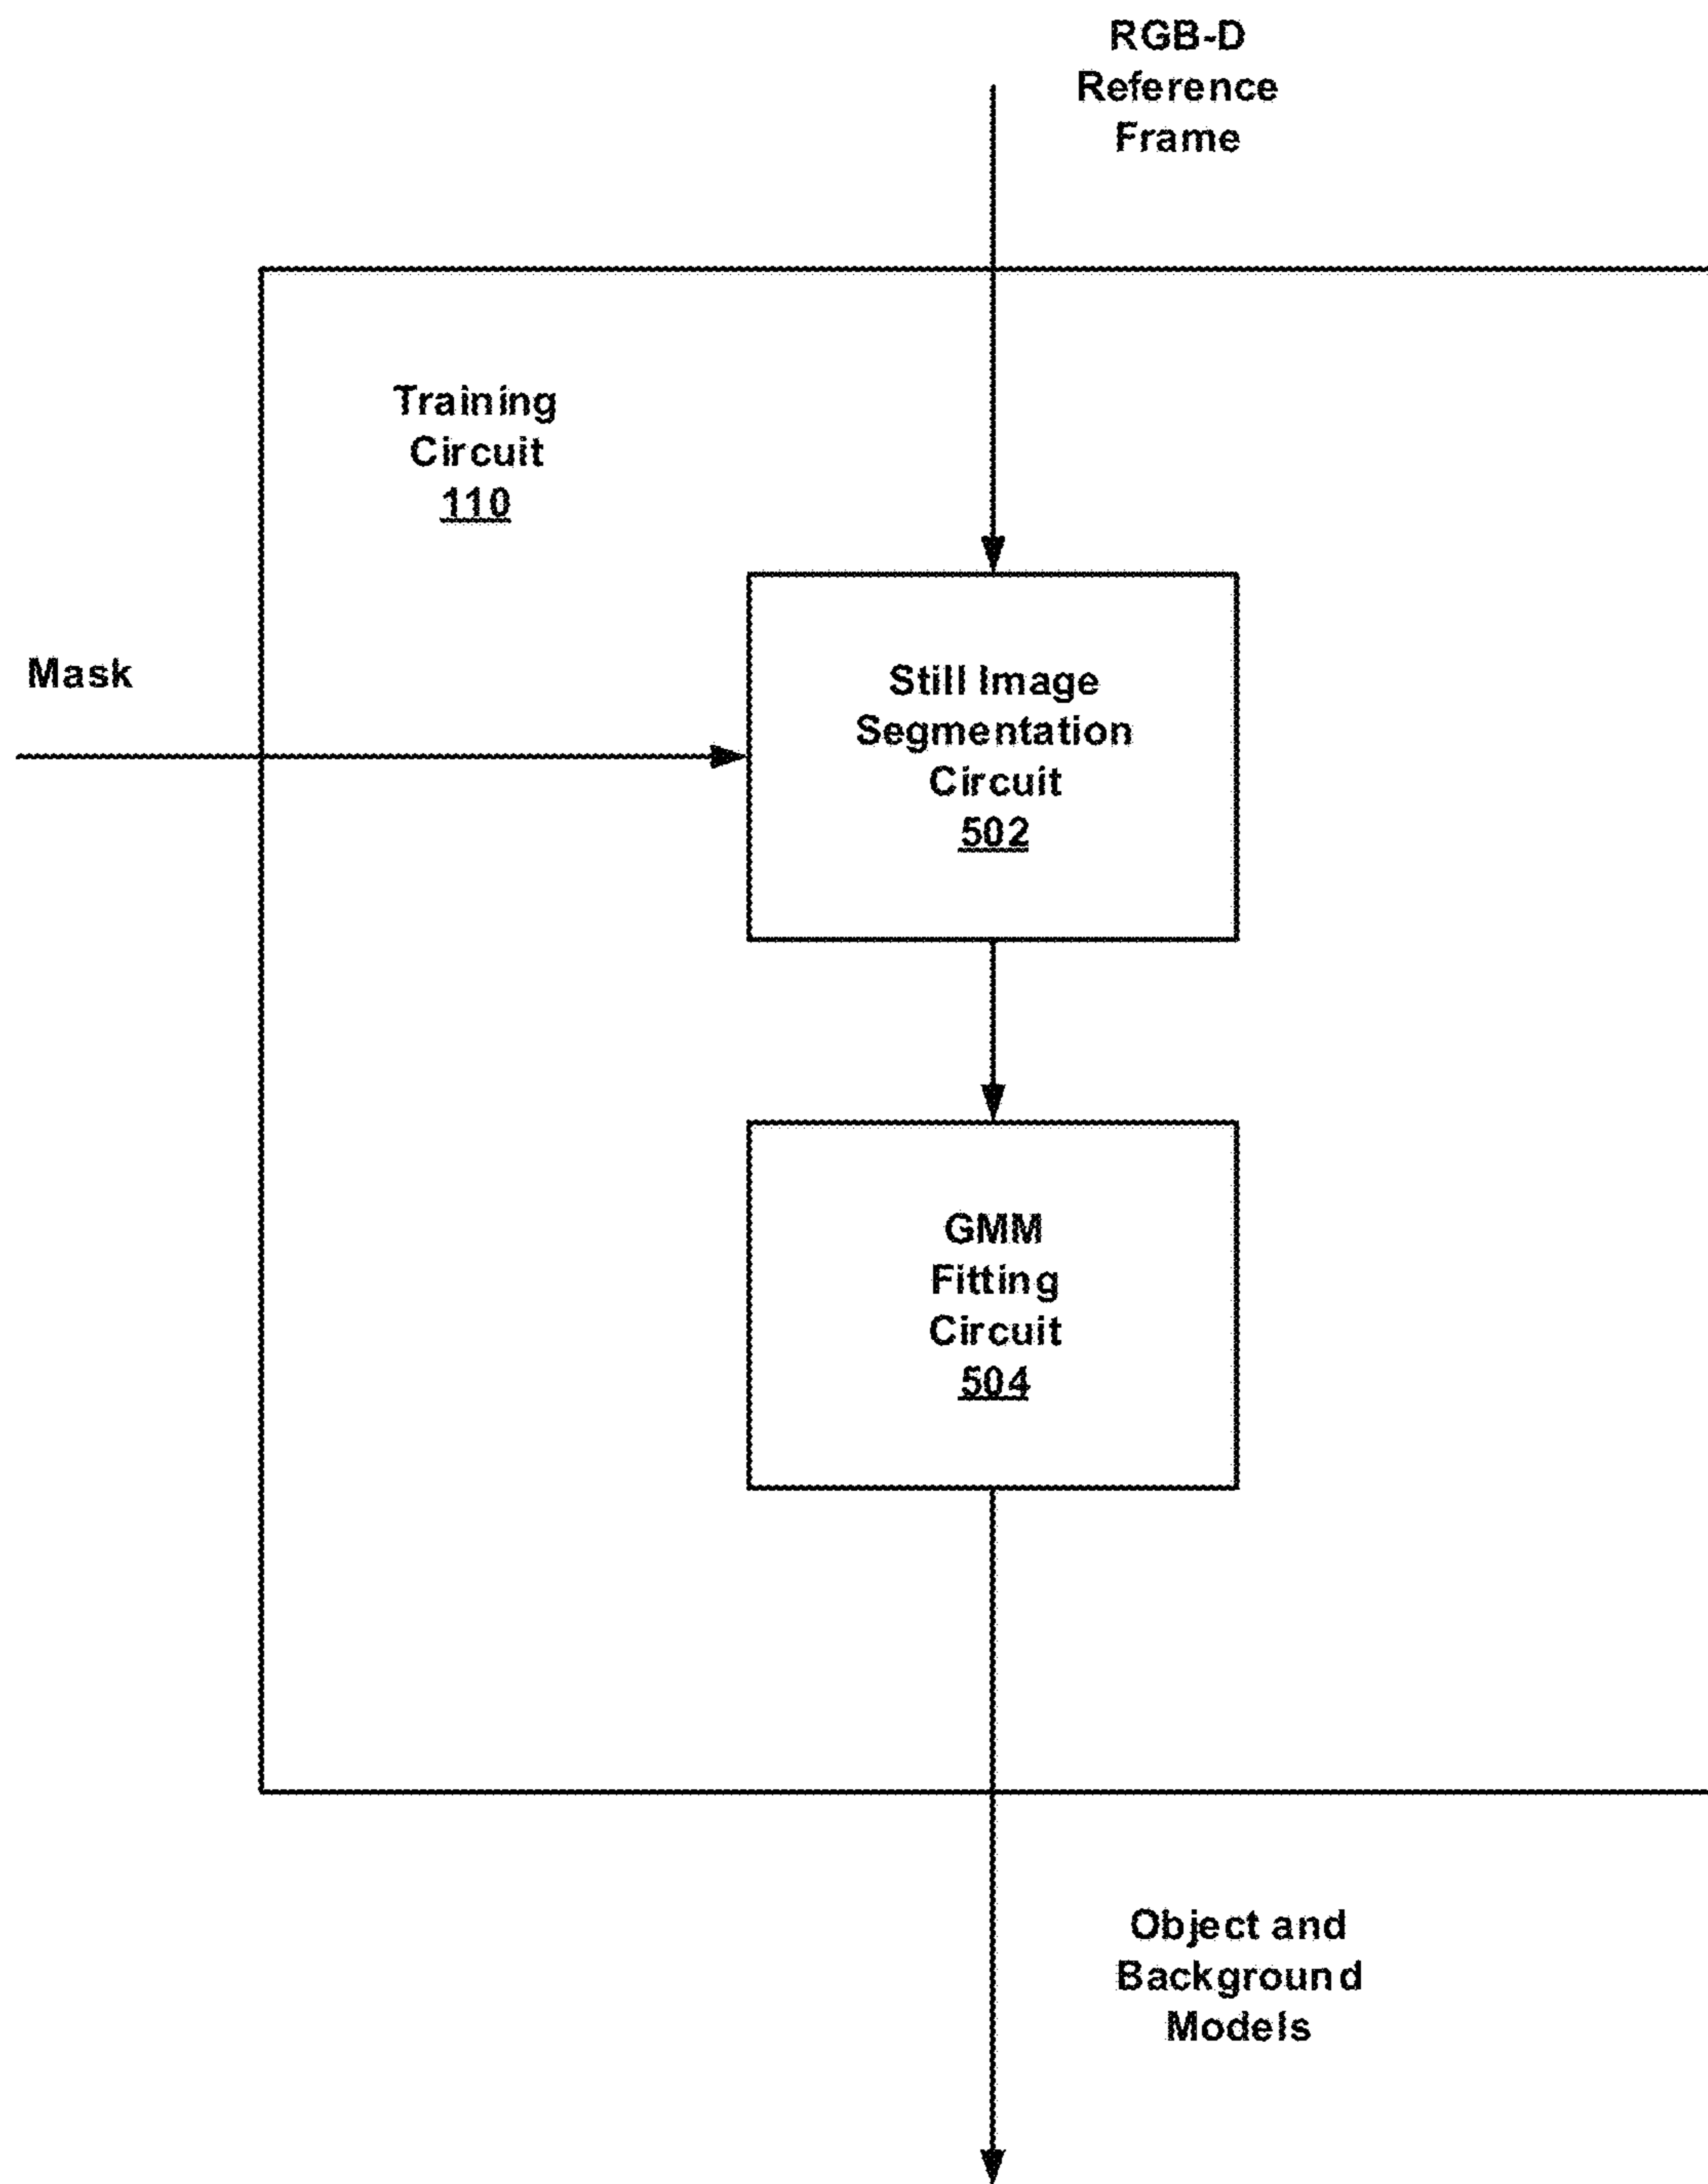 RGB-D
Reference
Frame
Training
Circuit
110
Mask
Still Image
Segmentation
Circuit
502
GMM
Fitting
Circuit
504
Object and
Background
Models